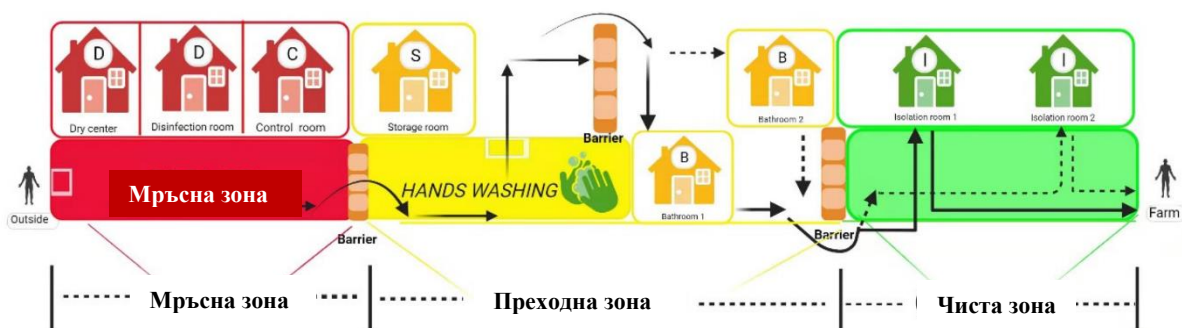 D
D
C
S
B
I
I
Dry center
Disinfection room
Control room
Storage room
Bathroom 2
Isolation room 1
Isolation room 2
Barrier
B
Мръсна зона
HANDS WASHING
Bathroom 1
Outside
Farm
Barrier
Barrier
Мръсна зона
Преходна зона
Чиста зона